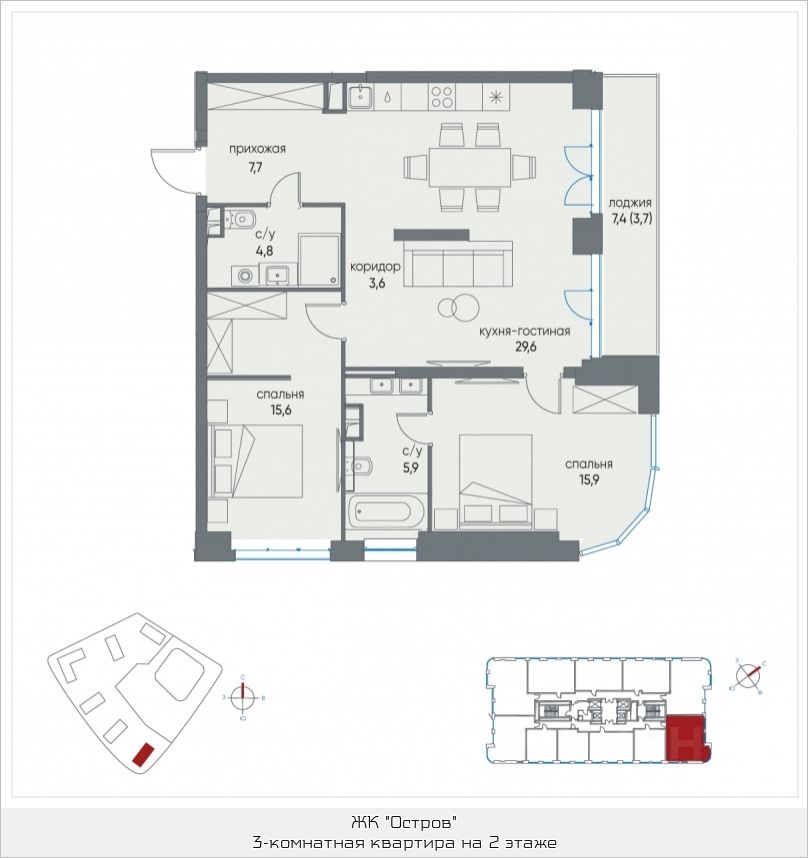 прихожая
7,7
с/у
4,8
коридор
3,6
лоджия
7,4 (3,7)
кухня-гостиная
29,6
спальня
15,6
с/у
5,9
спальня
15,9
С
З
В
Ю
З
С
Ю
В
Н
ЖК "Остров"
3-комнатная квартира на 2 этаже